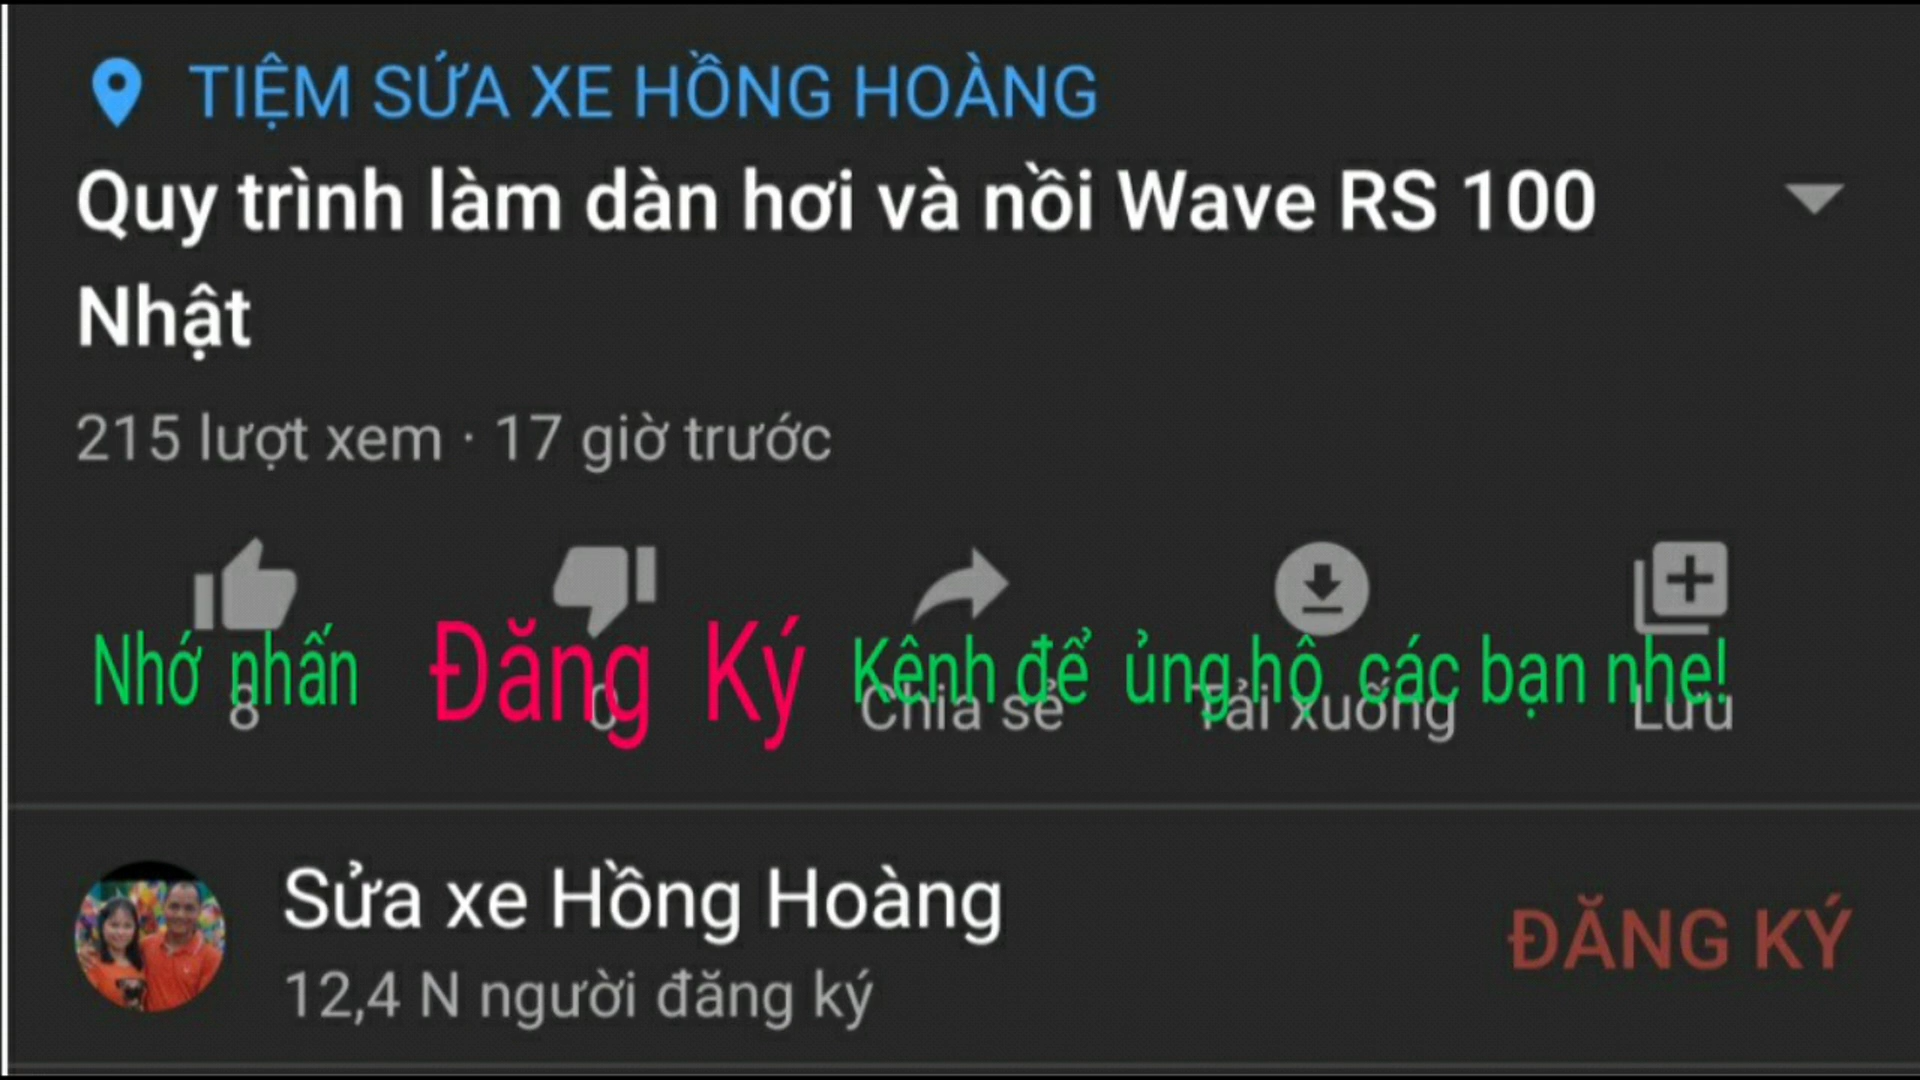 TIỆM SỨA XE HỒNG HOÀNG
Quy trình làm dàn hơi và nồi Wave RS 100
Nhật
215 lượt xem · 17 giờ trước
Nhớ nhấn Đăng Ký Kênh để ủng hộ các bạn nhe!
8 0 Chia sẻ Tải xuống Lưu
Sửa xe Hồng Hoàng
ĐĂNG KÝ
12,4 N người đăng ký